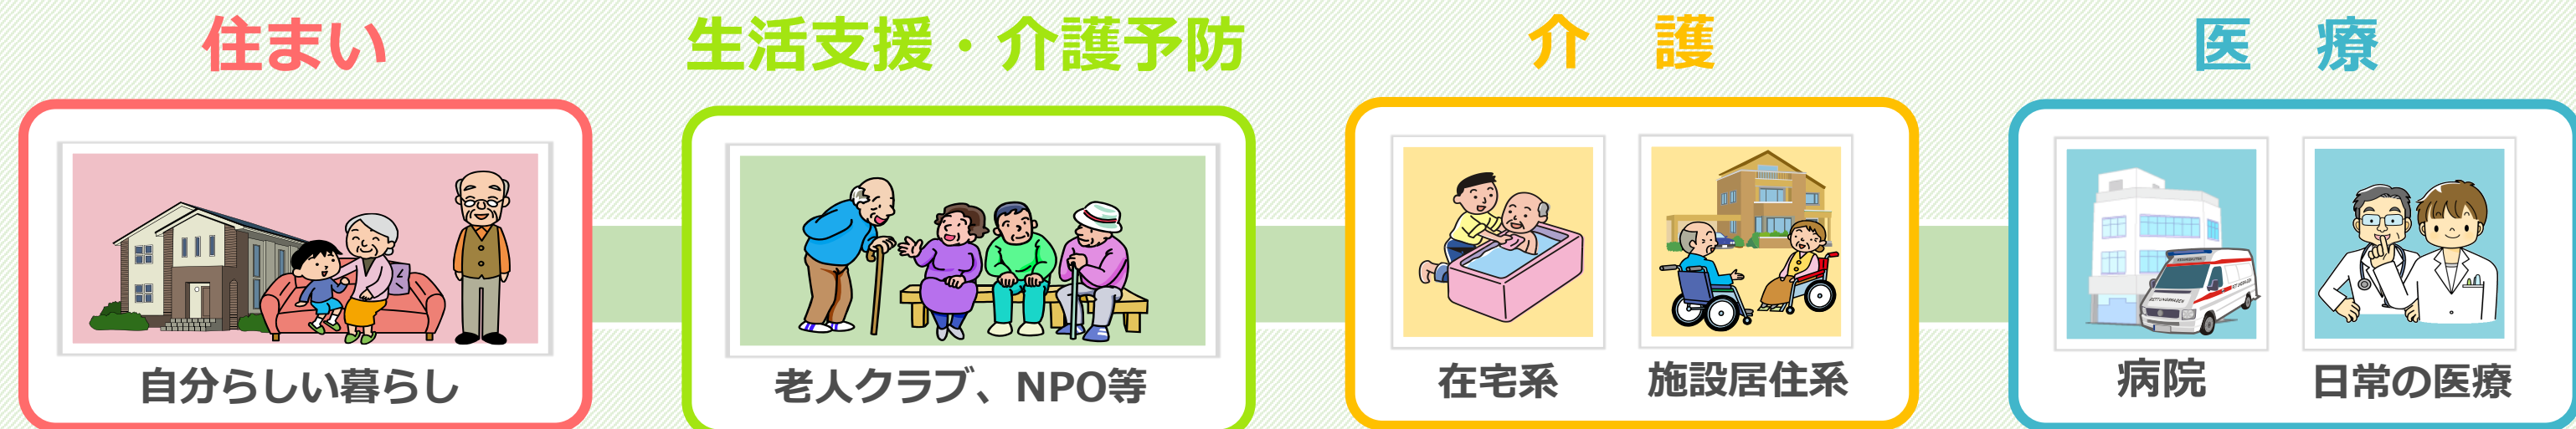 住まい
生活支援・介護予防
介　護
医　療
自分らしい暮らし
老人クラブ、NPO等
在宅系
施設居住系
病院
日常の医療